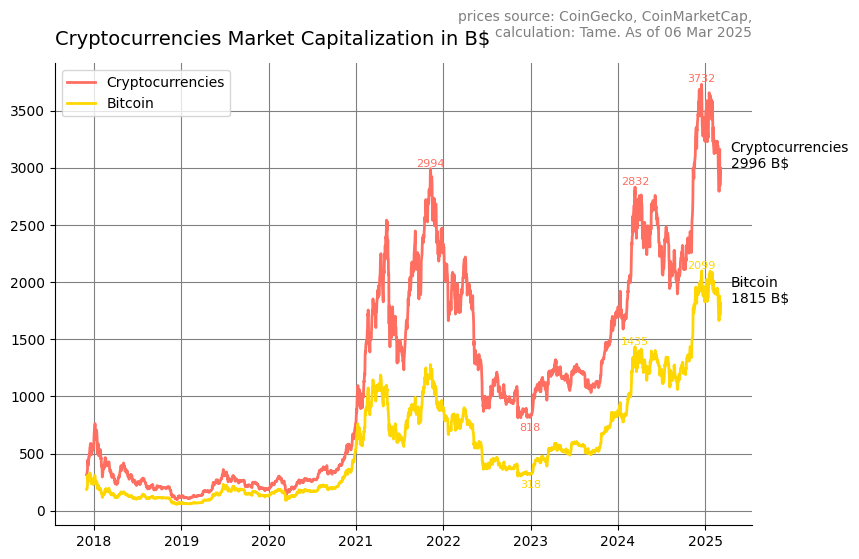 prices source: CoinGecko, CoinMarketCap,
calculation: Tame. As of 06 Mar 2025
Cryptocurrencies Market Capitalization in B$
Cryptocurrencies
Bitcoin
3732
3500
Cryptocurrencies
2996 B$
3000
2994
2832
2500
2099
Bitcoin
1815 B$
2000
1500
1435
1000
818
500
318
0
2018 2019 2020 2021 2022 2023 2024 2025